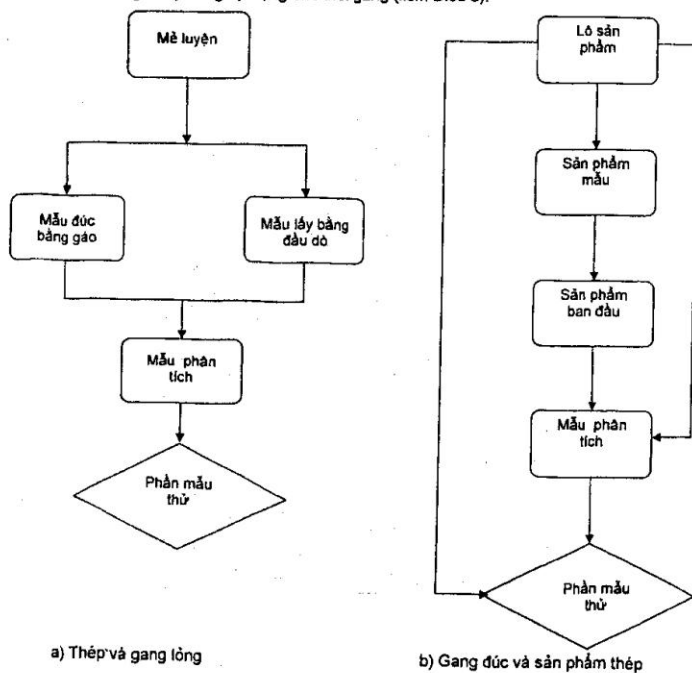 Mẻ luyện
Mẫu đúc
bằng gáo
Mẫu lấy bằng
đầu dò
Mẫu phân
tích
Phần mẫu
thử
a) Thép và gang lỏng
Lô sản
phẩm
Sản phẩm
mẫu
Sản phẩm
ban đầu
Mẫu phân
tích
Phần mẫu
thử
b) Gang đúc và sản phẩm thép